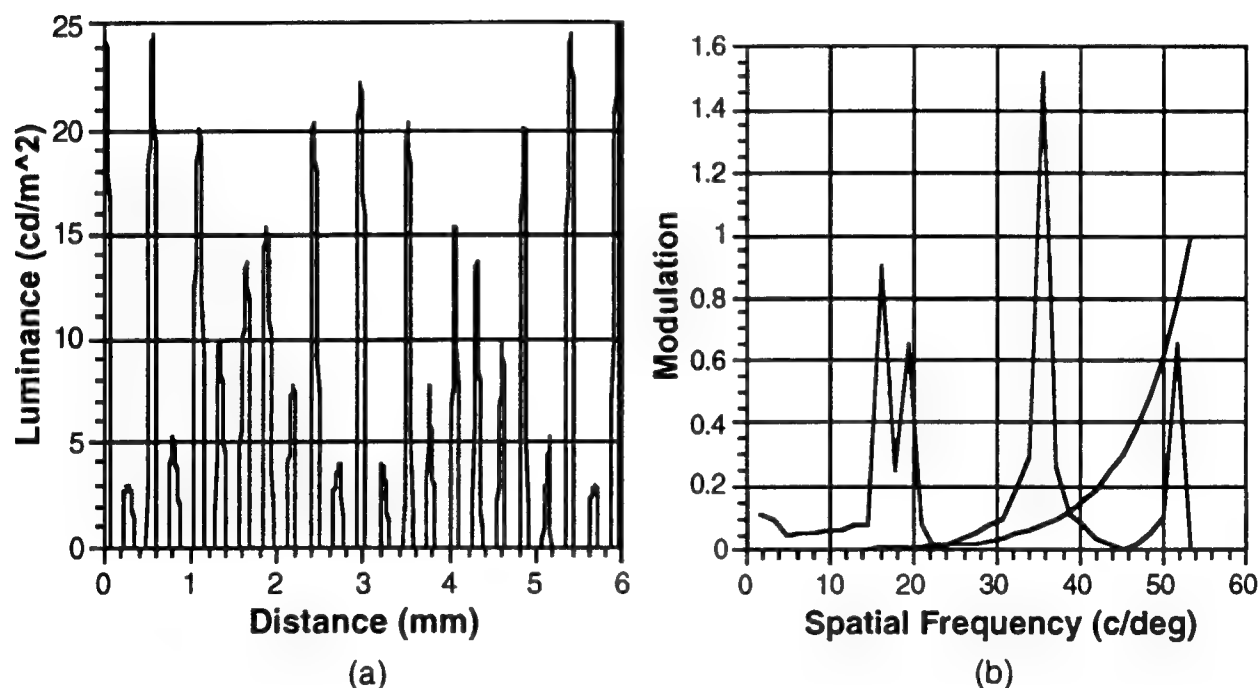 25
20
15
10
5
0
Luminance (cd/m^2)
0 1 2 3 4 5 6
Distance (mm)
(a)
1.6
1.4
1.2
1
0.8
0.6
0.4
0.2
0
Modulation
0 10 20 30 40 50 60
Spatial Frequency (c/deg)
(b)